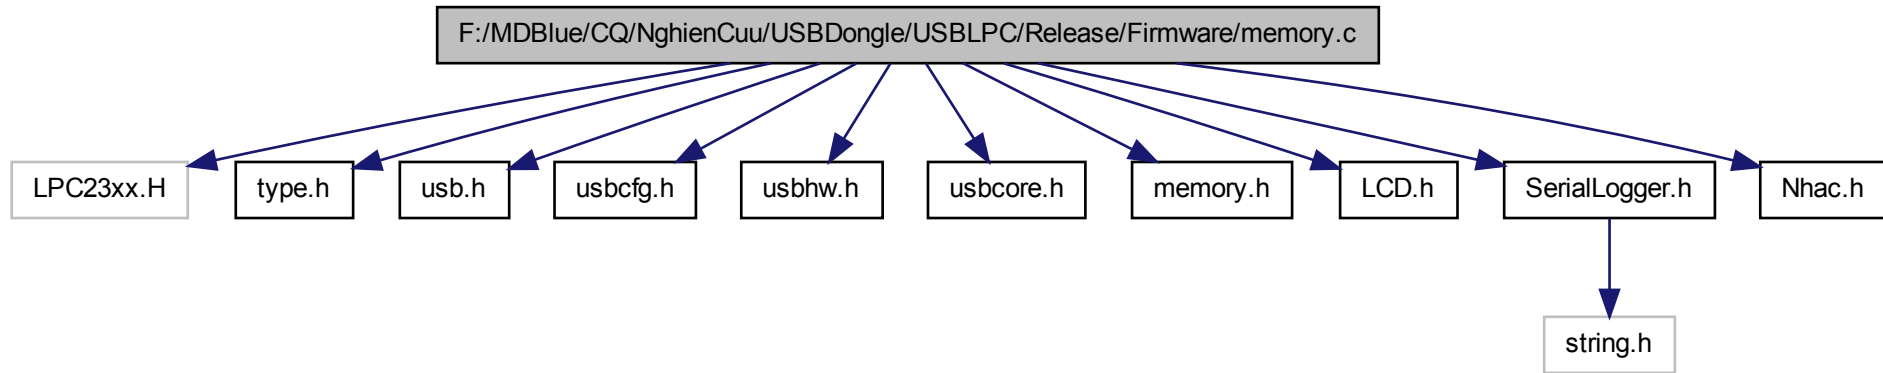 F:/MDBlue/CQ/NghienCuu/USBDongle/USBLPC/Release/Firmware/memory.c
LPC23xx.H
type.h
usb.h
usbcfg.h
usbhw.h
usbcore.h
memory.h
LCD.h
SerialLogger.h
Nhac.h
string.h